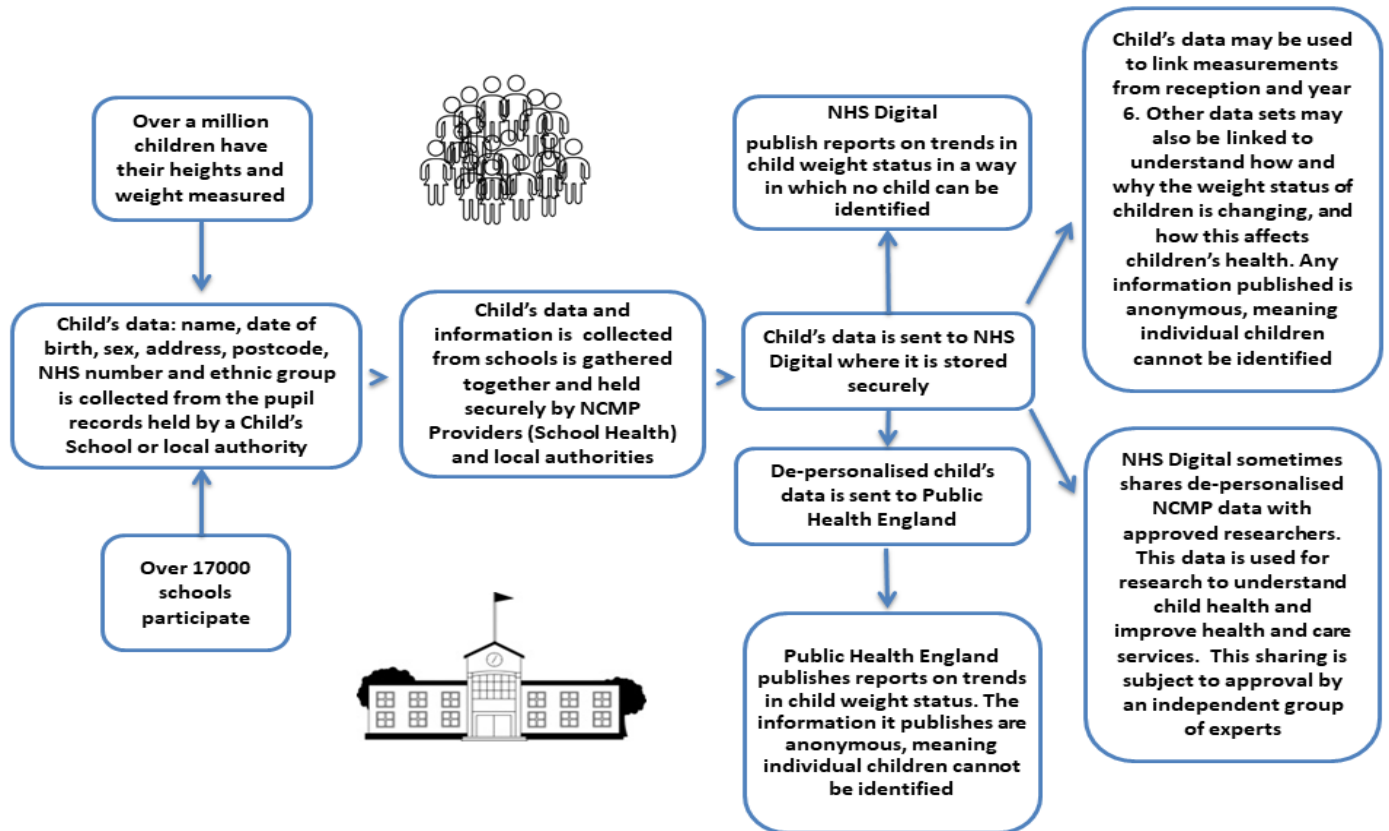 Over a million
children have
their heights and
weight measured
Child’s data: name, date of
birth, sex, address, postcode,
NHS number and ethnic group
is collected from the pupil
records held by a Child’s
School or local authority
Over 17000
schools
participate
Child’s data and
information is collected
from schools is gathered
together and held
securely by NCMP
Providers (School Health)
and local authorities
NHS Digital
publish reports on trends in
child weight status in a way
in which no child can be
identified
Child’s data is sent to NHS
Digital where it is stored
securely
De-personalised child’s
data is sent to Public
Health England
Public Health England
publishes reports on trends
in child weight status. The
information it publishes are
anonymous, meaning
individual children cannot
be identified
Child’s data may be used
to link measurements
from reception and year
6. Other data sets may
also be linked to
understand how and
why the weight status of
children is changing, and
how this affects
children’s health. Any
information published is
anonymous, meaning
individual children
cannot be identified
NHS Digital sometimes
shares de-personalised
NCMP data with
approved researchers.
This data is used for
research to understand
child health and
improve health and care
services. This sharing is
subject to approval by
an independent group
of experts